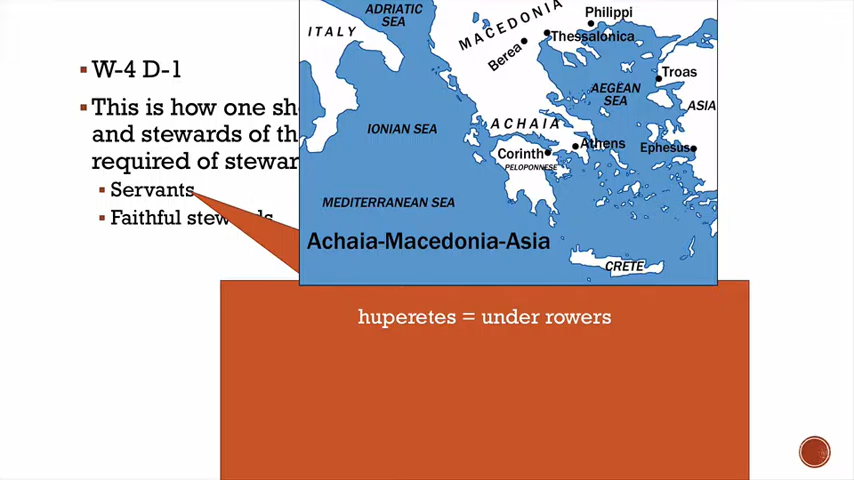 W-4 D-1
This is how one sh
and stewards of th
required of stewar
Servants
Faithful stew
ADRIATIC
SEA
ITALY
MACEDONIA
Philippi
Thessalonica
Berea
Troas
AEGEAN
SEA
ASIA
IONIAN SEA
ACHAIA
Athens
Corinth
PELOPONNESE
Ephesus
MEDITERRANEAN SEA
Achaia-Macedonia-Asia
CRETE
huperetes = under rowers